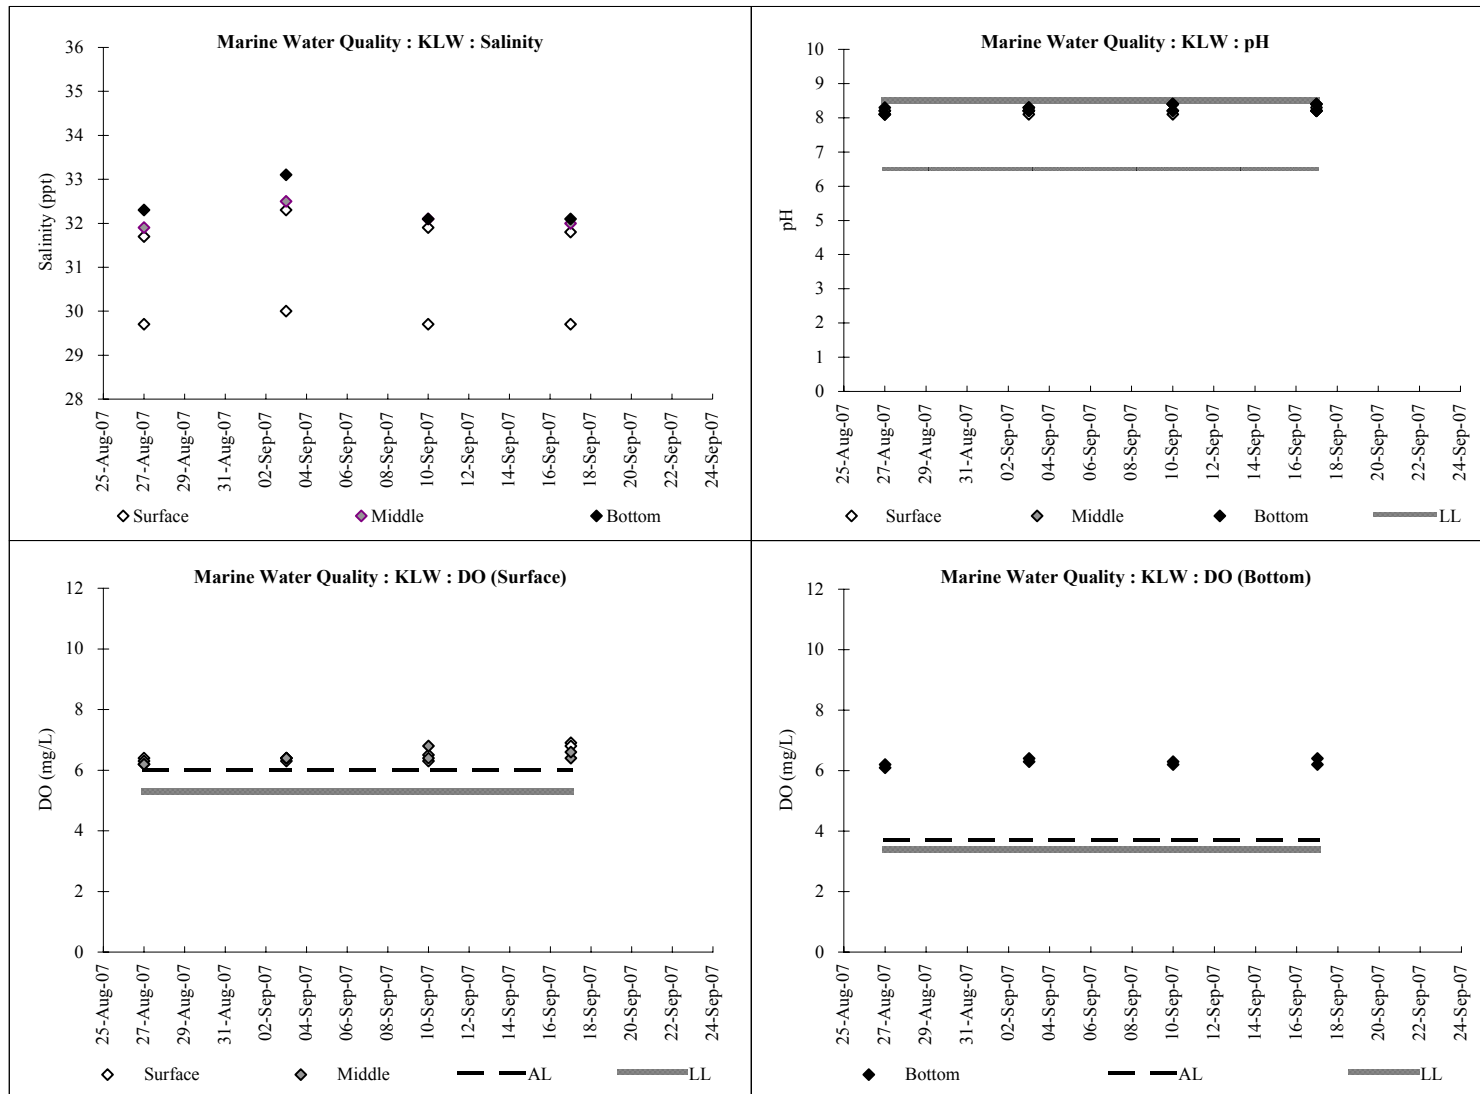 Marine Water Quality : KLW : Salinity
36
35
34
33
32
31
30
29
28
Salinity (ppt)
25-Aug-07
27-Aug-07
29-Aug-07
31-Aug-07
02-Sep-07
04-Sep-07
06-Sep-07
08-Sep-07
10-Sep-07
12-Sep-07
14-Sep-07
16-Sep-07
18-Sep-07
20-Sep-07
22-Sep-07
24-Sep-07
Surface Middle Bottom
Marine Water Quality : KLW : pH
10
9
8
7
6
5
4
3
2
1
0
pH
25-Aug-07
27-Aug-07
29-Aug-07
31-Aug-07
02-Sep-07
04-Sep-07
06-Sep-07
08-Sep-07
10-Sep-07
12-Sep-07
14-Sep-07
16-Sep-07
18-Sep-07
20-Sep-07
22-Sep-07
24-Sep-07
Surface Middle Bottom LL
Marine Water Quality : KLW : DO (Surface)
12
10
8
6
4
2
0
DO (mg/L)
25-Aug-07
27-Aug-07
29-Aug-07
31-Aug-07
02-Sep-07
04-Sep-07
06-Sep-07
08-Sep-07
10-Sep-07
12-Sep-07
14-Sep-07
16-Sep-07
18-Sep-07
20-Sep-07
22-Sep-07
24-Sep-07
Surface Middle AL LL
Marine Water Quality : KLW : DO (Bottom)
12
10
8
6
4
2
0
DO (mg/L)
25-Aug-07
27-Aug-07
29-Aug-07
31-Aug-07
02-Sep-07
04-Sep-07
06-Sep-07
08-Sep-07
10-Sep-07
12-Sep-07
14-Sep-07
16-Sep-07
18-Sep-07
20-Sep-07
22-Sep-07
24-Sep-07
Bottom AL LL